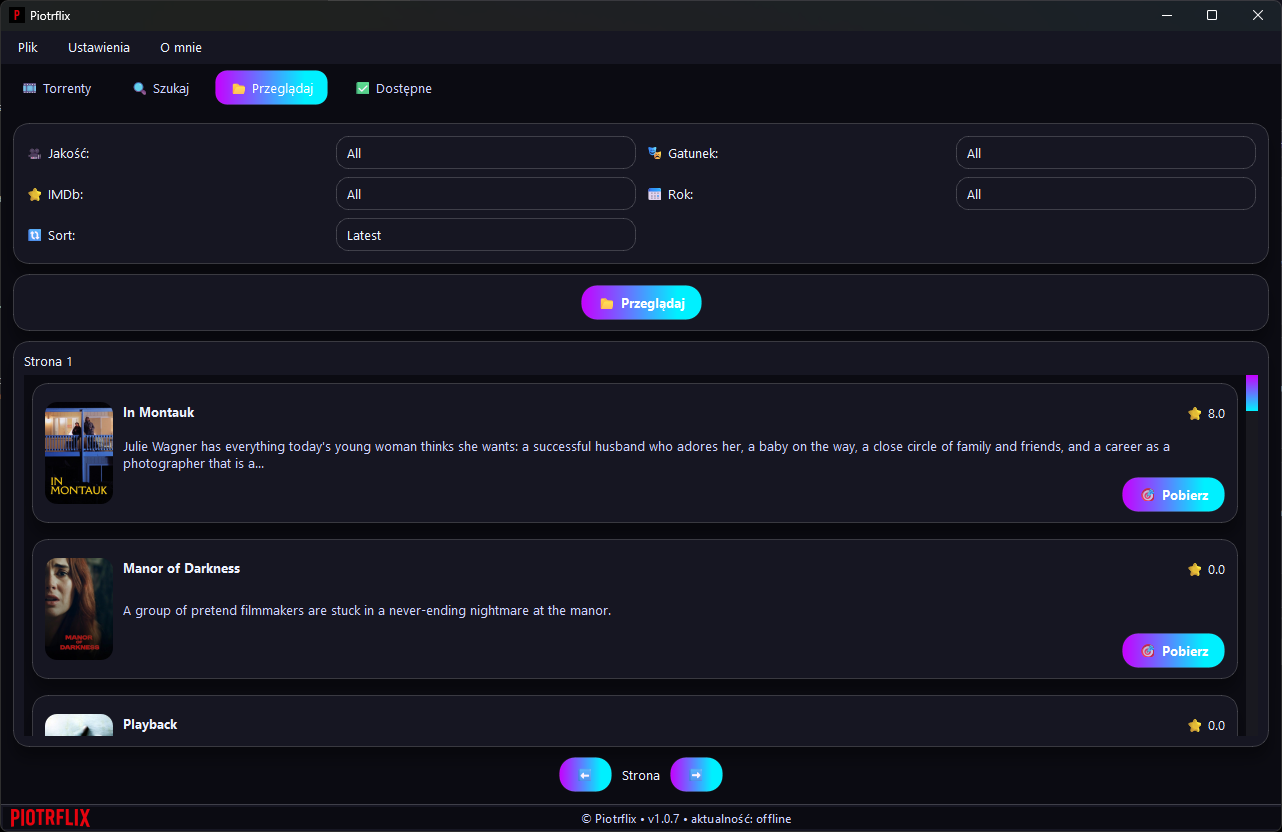 P Piotrflix
Plik Ustawienia O mnie
Torrenty Szukaj Przeglądaj Dostępne
Jakość: All Gatunek: All
IMDb: All Rok: All
Sort: Latest
Przeglądaj
Strona 1
In Montauk 8.0
Julie Wagner has everything today's young woman thinks she wants: a successful husband who adores her, a baby on the way, a close circle of family and friends, and a career as a
photographer that is a...
IN
MONTAUK
Pobierz
Manor of Darkness 0.0
A group of pretend filmmakers are stuck in a never-ending nightmare at the manor.
MANOR
OF
DARKNESS
Pobierz
Playback 0.0
Strona
PIOTRFLIX © Piotrflix • v1.0.7 • aktualność: offline